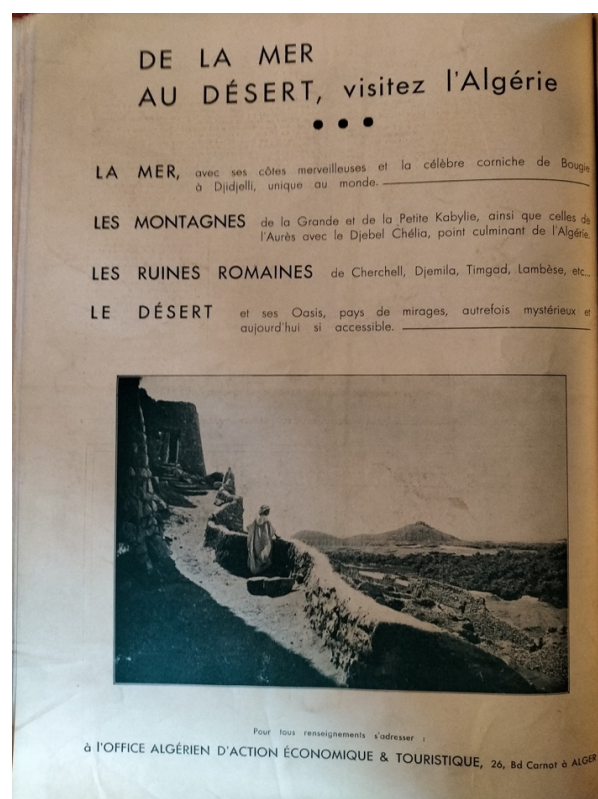 DE LA MER
AU DÉSERT, visitez l'Algérie
LA MER, avec ses côtes merveilleuses et la célèbre corniche de Bougie
à Djidjelli, unique au monde.
LES MONTAGNES de la Grande et de la Petite Kabylie, ainsi que celles de
l'Aurès avec le Djebel Chélia, point culminant de l'Algérie.
LES RUINES ROMAINES de Cherchell, Djemila, Timgad, Lambèse, etc...
LE DÉSERT et ses Oasis, pays de mirages, autrefois mystérieux et
aujourd'hui si accessible.
Pour tous renseignements s'adresser :
à l'OFFICE ALGÉRIEN D'ACTION ÉCONOMIQUE & TOURISTIQUE, 26, Bd Carnot à ALGER